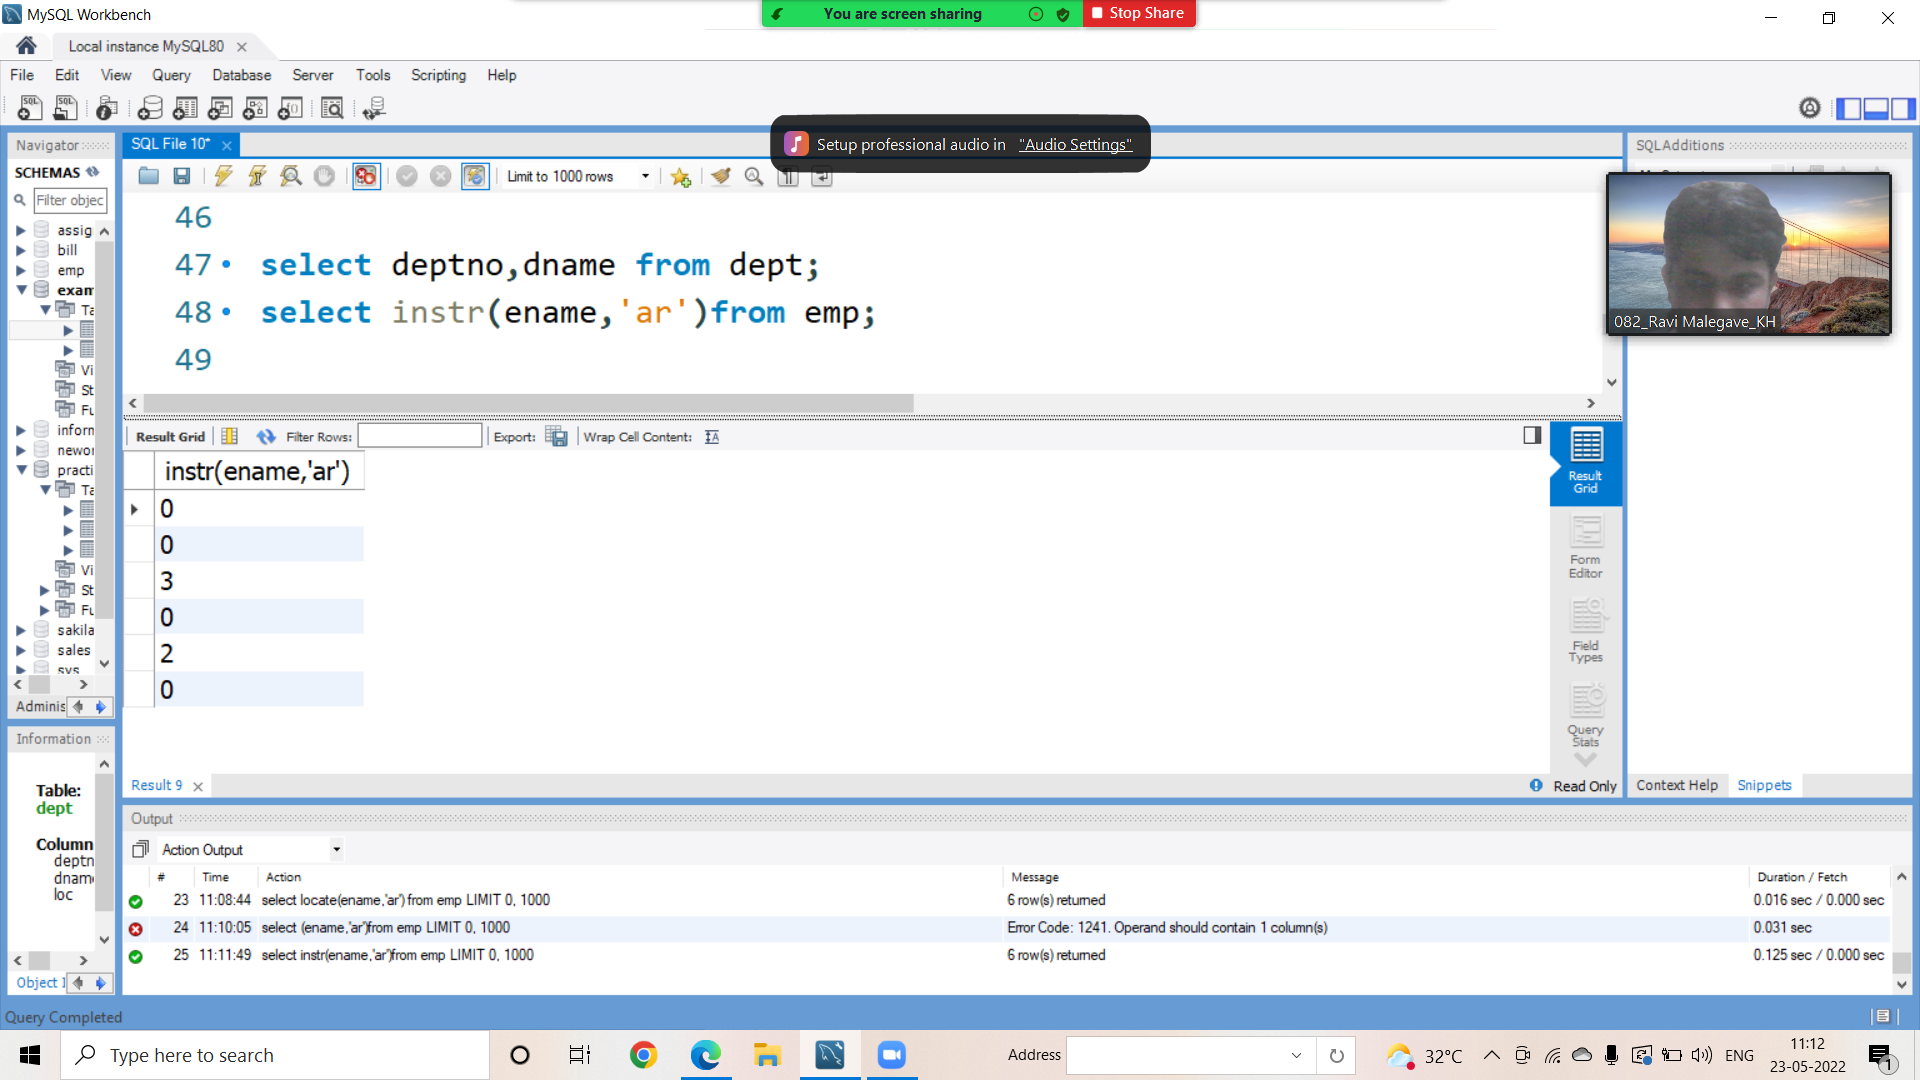 MySQL Workbench
You are screen sharing
Stop Share
Local instance MySQL80
File Edit View Query Database Server Tools Scripting Help
Setup professional audio in "Audio Settings"
Navigator
SCHEMAS
Filter objec
assig
bill
emp
exam
Ta
Vi
St
Fu
inforn
newor
practi
Ta
Vi
St
Fu
sakila
sales
sys
Adminis
Information
Table:
dept
Column
deptn
dname
loc
Object I
SQL File 10*
Limit to 1000 rows
46
47 select deptno,dname from dept;
48 select instr(ename,'ar')from emp;
49
Result Grid Filter Rows: Export: Wrap Cell Content:
instr(ename,'ar')
0
0
3
0
2
0
Result Grid
Form Editor
Field Types
Query Stats
Result 9
Read Only
SQLAdditions
082_Ravi Malegave_KH
Context Help Snippets
Output
Action Output
# Time Action Message Duration / Fetch
23 11:08:44 select locate(ename,'ar') from emp LIMIT 0, 1000 6 row(s) returned 0.016 sec / 0.000 sec
24 11:10:05 select (ename,'ar')from emp LIMIT 0, 1000 Error Code: 1241. Operand should contain 1 column(s) 0.031 sec
25 11:11:49 select instr(ename,'ar')from emp LIMIT 0, 1000 6 row(s) returned 0.125 sec / 0.000 sec
Query Completed
Type here to search
Address
32°C
ENG
11:12
23-05-2022
1